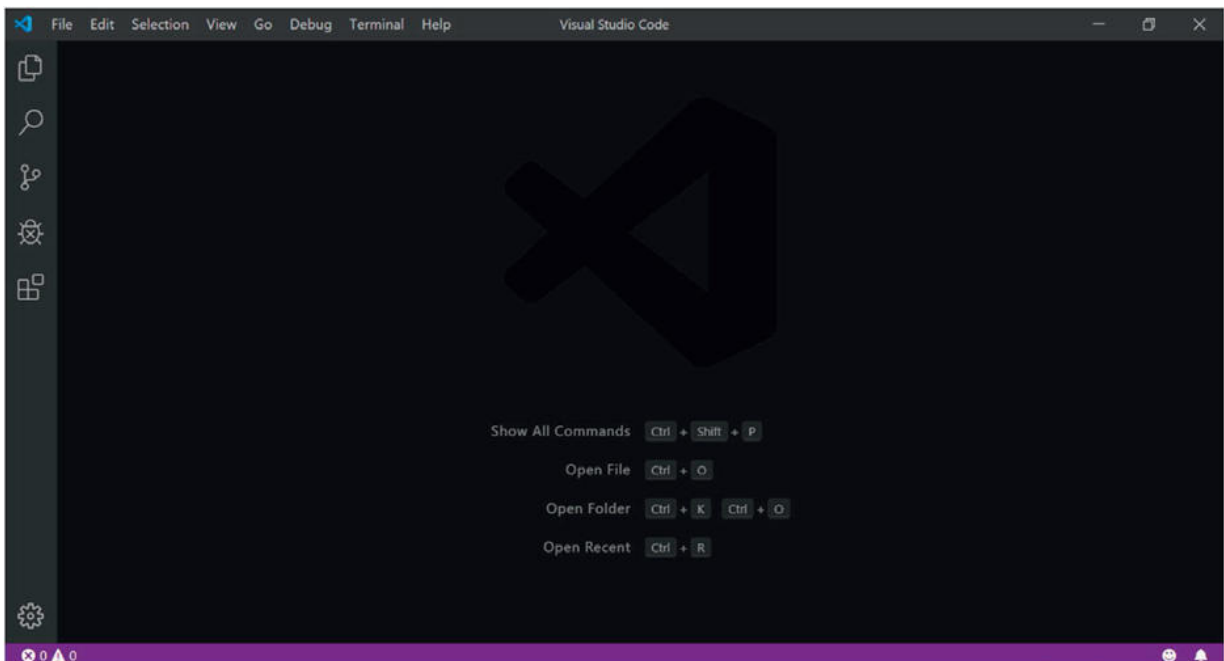 File Edit Selection View Go Debug Terminal Help Visual Studio Code
Show All Commands Ctrl + Shift + P
Open File Ctrl + O
Open Folder Ctrl + K Ctrl + O
Open Recent Ctrl + R
0 0